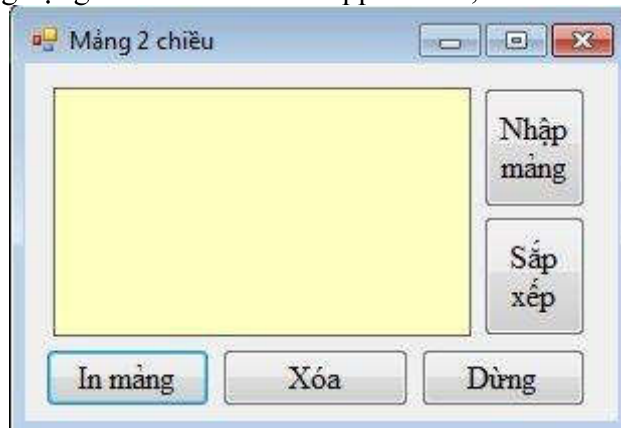 Mảng 2 chiều
Nhập
mảng
Sắp
xếp
In mảng
Xóa
Dừng